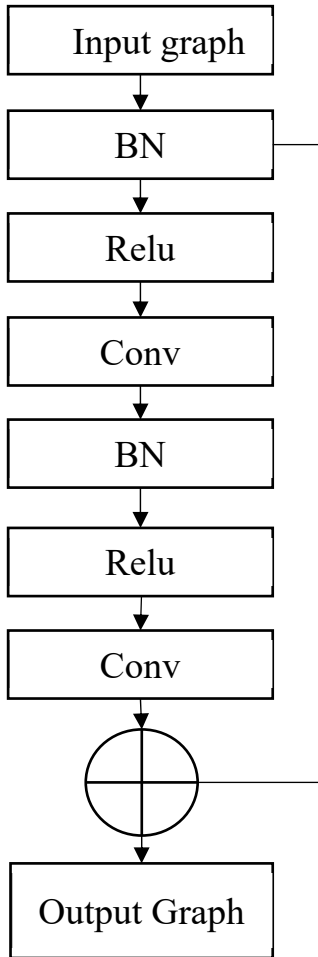 Input graph
BN
Relu
Conv
BN
Relu
Conv
Output Graph